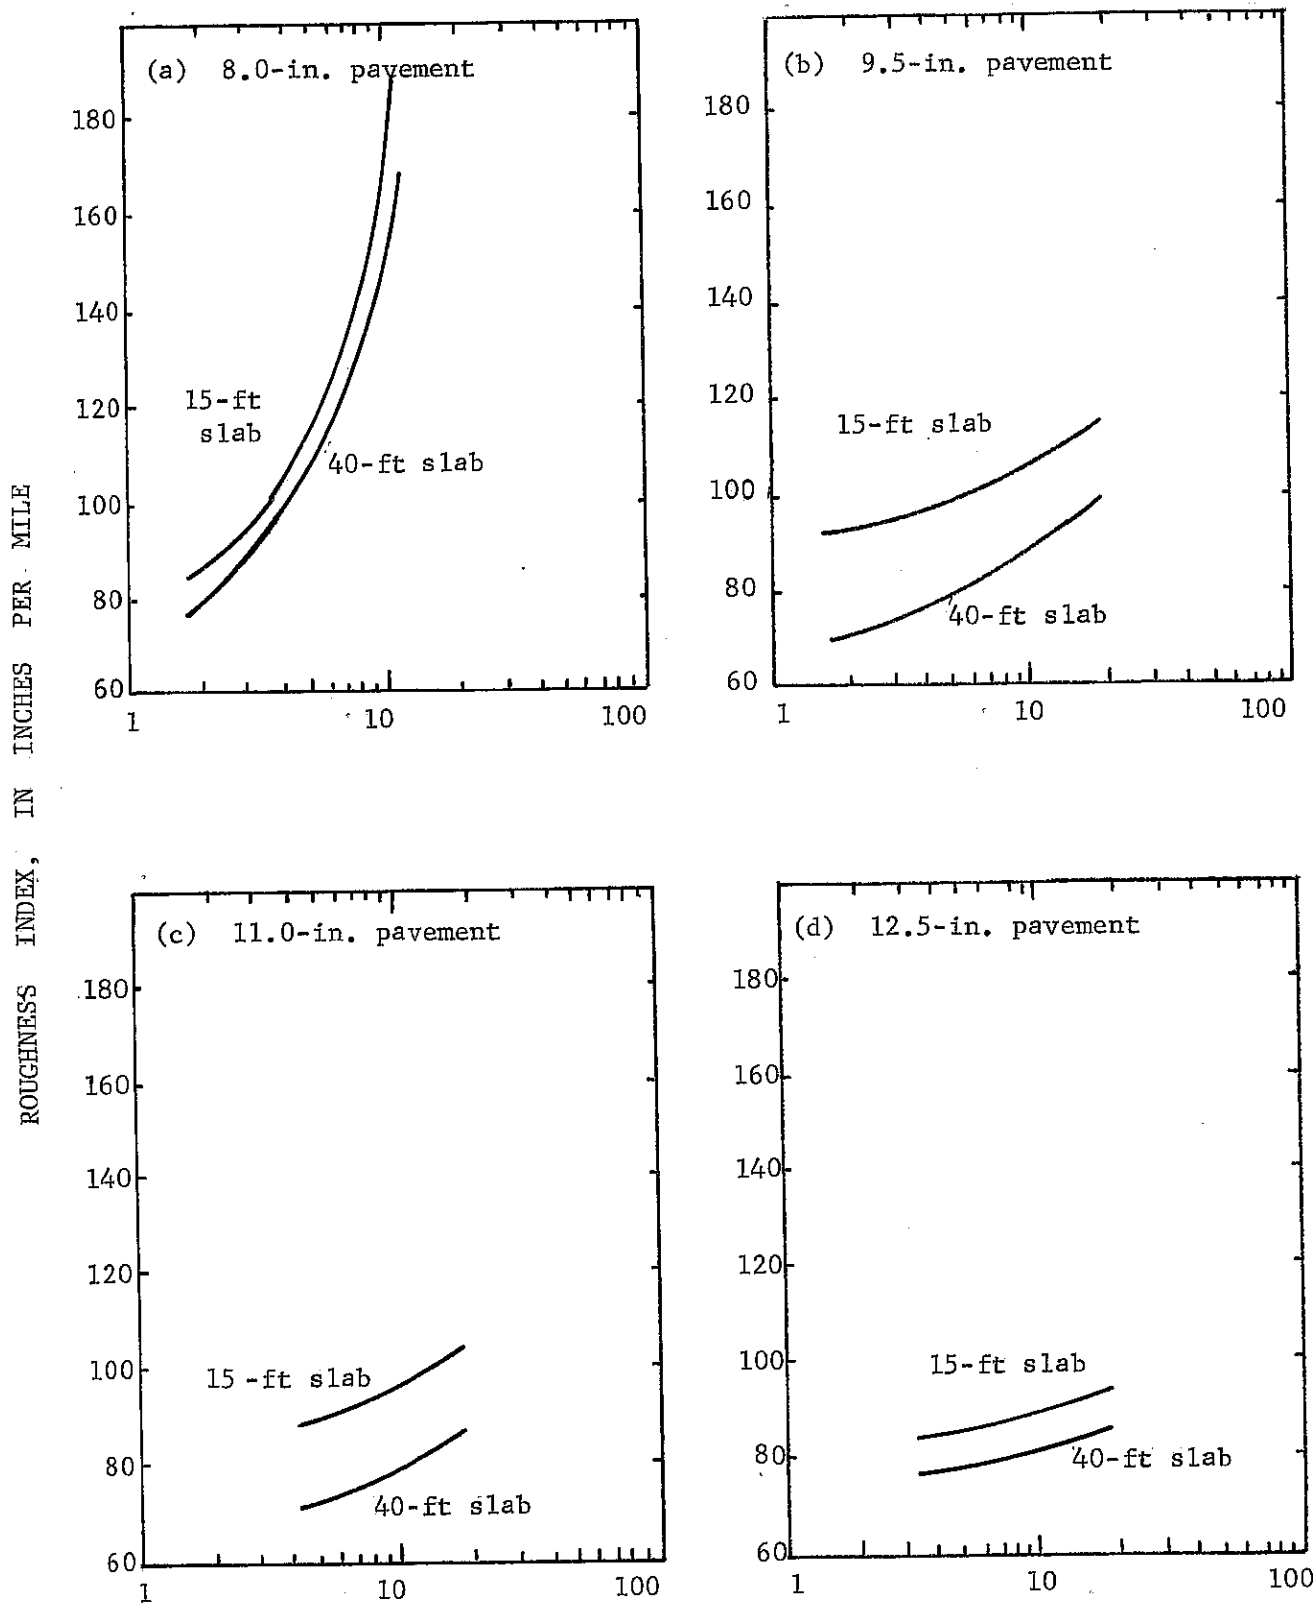 ROUGHNESS INDEX, IN INCHES PER MILE
(a) 8.0-in. pavement
180
160
140
120
100
80
60
15-ft
slab
40-ft slab
1 10 100
(b) 9.5-in. pavement
180
160
140
120
100
80
60
15-ft slab
40-ft slab
1 10 100
(c) 11.0-in. pavement
180
160
140
120
100
80
60
15-ft slab
40-ft slab
1 10 100
(d) 12.5-in. pavement
180
160
140
120
100
80
60
15-ft slab
40-ft slab
1 10 100